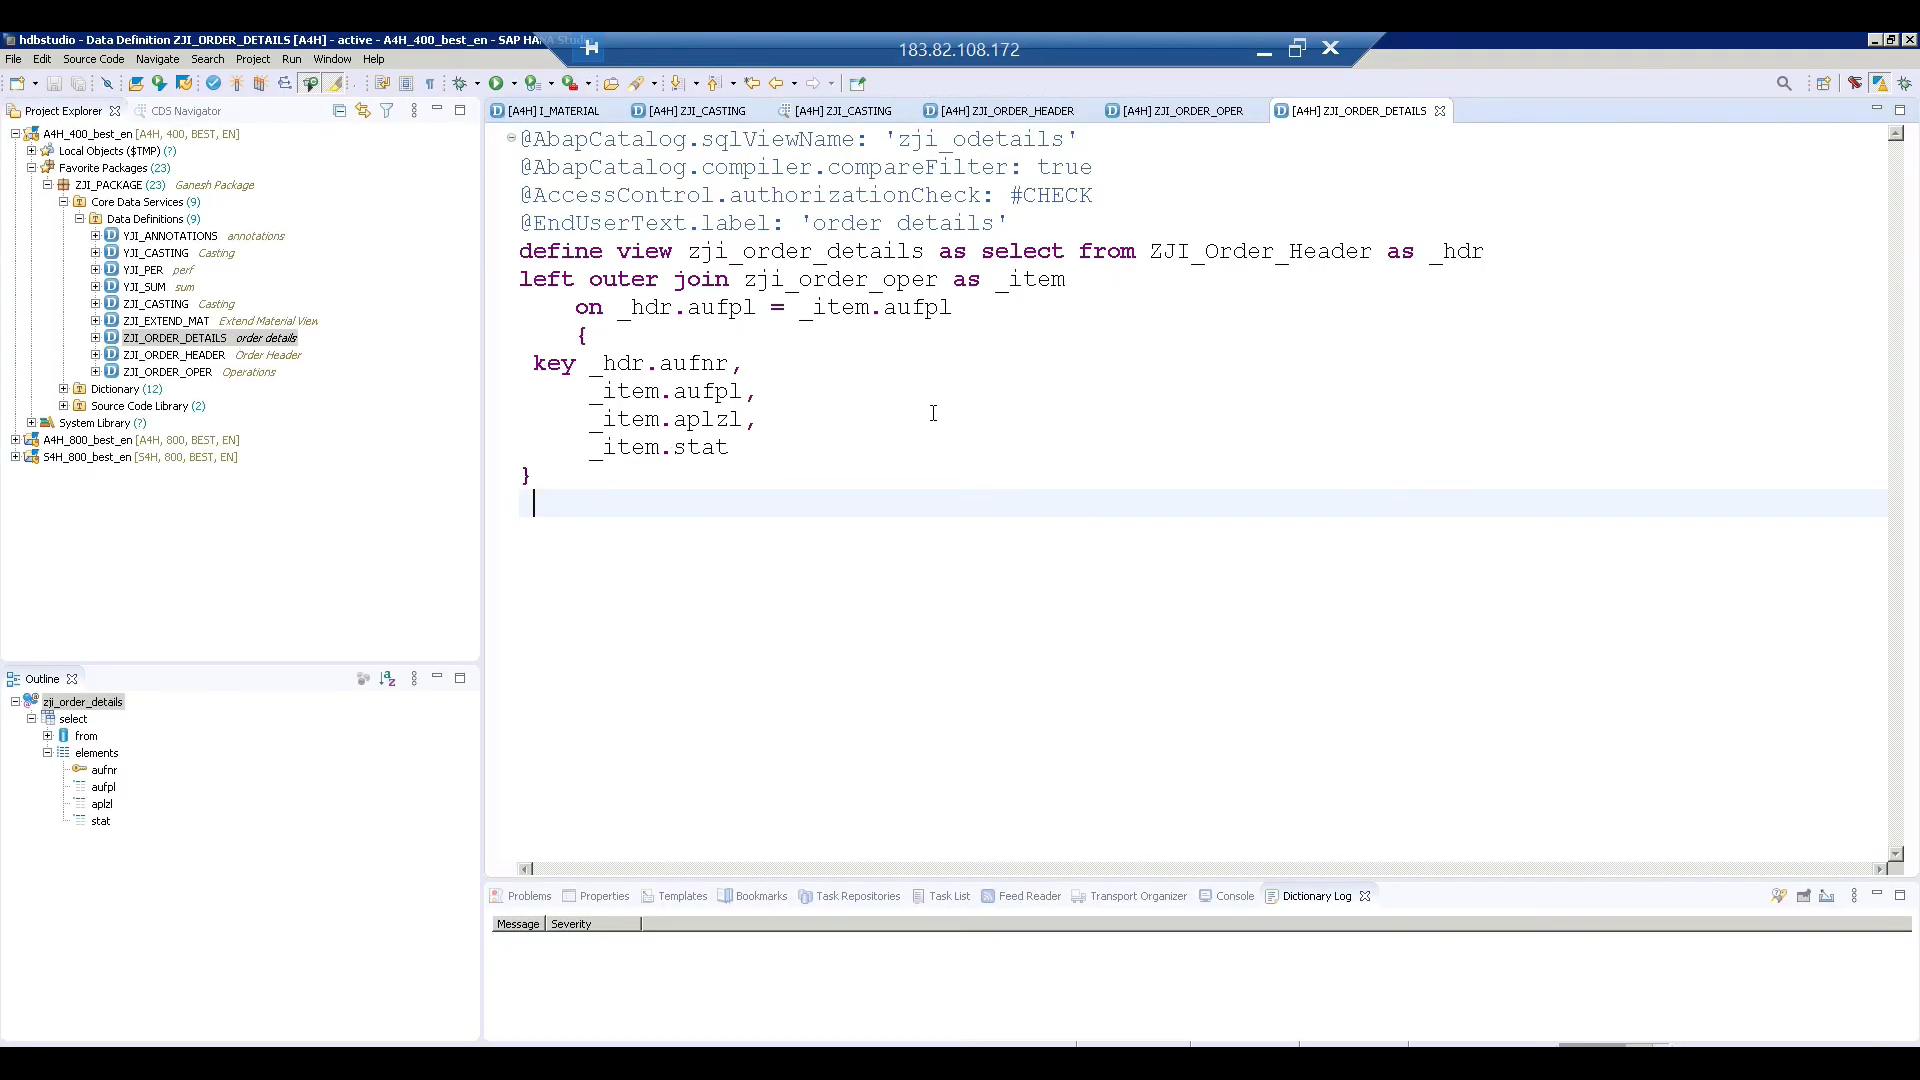 hdbstudio - Data Definition ZJI_ORDER_DETAILS [A4H] - active - A4H_400_best_en - SAP HANA Studio
183.82.108.172
File Edit Source Code Navigate Search Project Run Window Help
Project Explorer CDS Navigator
[A4H] I_MATERIAL [A4H] ZJI_CASTING [A4H] ZJI_CASTING [A4H] ZJI_ORDER_HEADER [A4H] ZJI_ORDER_OPER [A4H] ZJI_ORDER_DETAILS
A4H_400_best_en [A4H, 400, BEST, EN]
Local Objects ($TMP) (?)
Favorite Packages (23)
ZJI_PACKAGE (23) Ganesh Package
Core Data Services (9)
Data Definitions (9)
YJI_ANNOTATIONS annotations
YJI_CASTING Casting
YJI_PER perf
YJI_SUM sum
ZJI_CASTING Casting
ZJI_EXTEND_MAT Extend Material View
ZJI_ORDER_DETAILS order details
ZJI_ORDER_HEADER Order Header
ZJI_ORDER_OPER Operations
Dictionary (12)
Source Code Library (2)
System Library (?)
A4H_800_best_en [A4H, 800, BEST, EN]
S4H_800_best_en [S4H, 800, BEST, EN]
@AbapCatalog.sqlViewName: 'zji_odetails'
@AbapCatalog.compiler.compareFilter: true
@AccessControl.authorizationCheck: #CHECK
@EndUserText.label: 'order details'
define view zji_order_details as select from ZJI_Order_Header as _hdr
left outer join zji_order_oper as _item
on _hdr.aufpl = _item.aufpl
{
key _hdr.aufnr,
_item.aufpl,
_item.aplzl,
_item.stat
}
Outline
zji_order_details
select
from
elements
aufnr
aufpl
aplzl
stat
Problems Properties Templates Bookmarks Task Repositories Task List Feed Reader Transport Organizer Console Dictionary Log
Message Severity